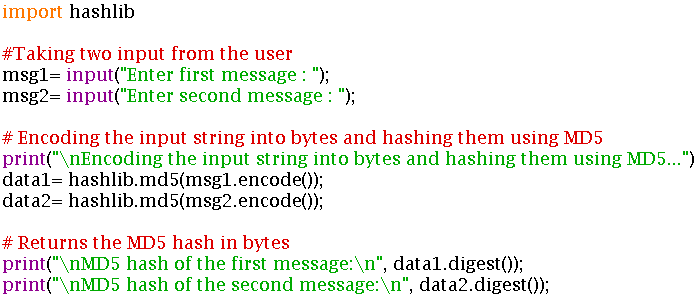 import hashlib
#Taking two input from the user
msg1= input("Enter first message : ");
msg2= input("Enter second message : ");
# Encoding the input string into bytes and hashing them using MD5
print("\nEncoding the input string into bytes and hashing them using MD5...")
data1= hashlib.md5(msg1.encode());
data2= hashlib.md5(msg2.encode());
# Returns the MD5 hash in bytes
print("\nMD5 hash of the first message:\n", data1.digest());
print("\nMD5 hash of the second message:\n", data2.digest());